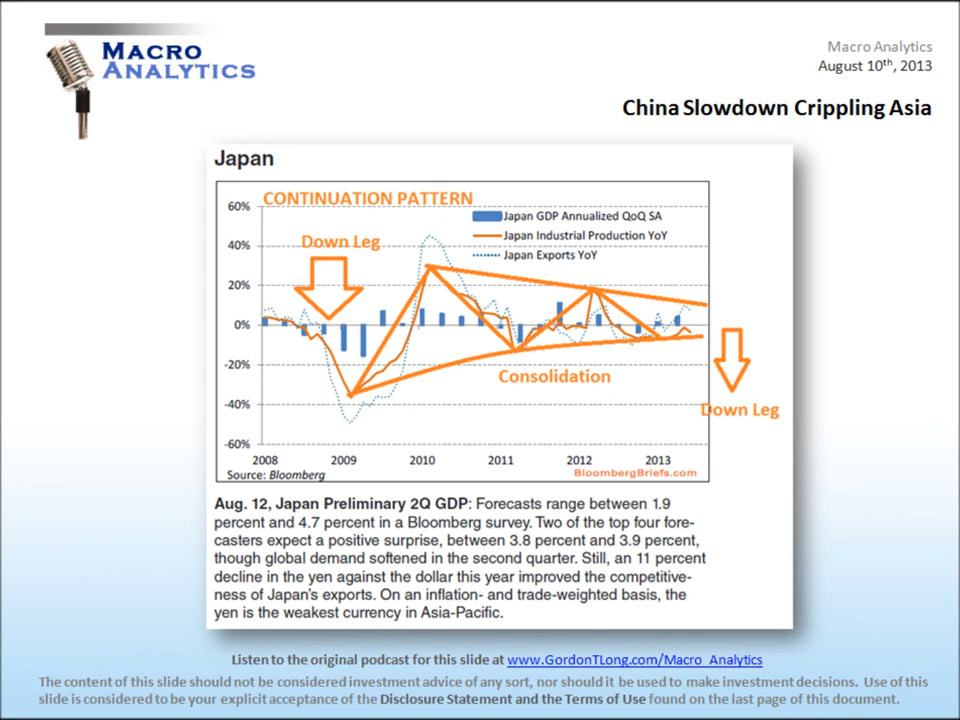 MACRO
ANALYTICS
Macro Analytics
August 10th, 2013
China Slowdown Crippling Asia
Japan
CONTINUATION PATTERN
60%
40%
20%
0%
-20%
-40%
-60%
Down Leg
Japan GDP Annualized QoQ SA
Japan Industrial Production YoY
Japan Exports YoY
Consolidation
Down Leg
2008 2009 2010 2011 2012 2013
Source: Bloomberg
BloombergBriefs.com
Aug. 12, Japan Preliminary 2Q GDP: Forecasts range between 1.9
percent and 4.7 percent in a Bloomberg survey. Two of the top four fore-
casters expect a positive surprise, between 3.8 percent and 3.9 percent,
though global demand softened in the second quarter. Still, an 11 percent
decline in the yen against the dollar this year improved the competitive-
ness of Japan's exports. On an inflation- and trade-weighted basis, the
yen is the weakest currency in Asia-Pacific.
Listen to the original podcast for this slide at www.GordonTLong.com/Macro_Analytics
The content of this slide should not be considered investment advice of any sort, nor should it be used to make investment decisions. Use of this
slide is considered to be your explicit acceptance of the Disclosure Statement and the Terms of Use found on the last page of this document.